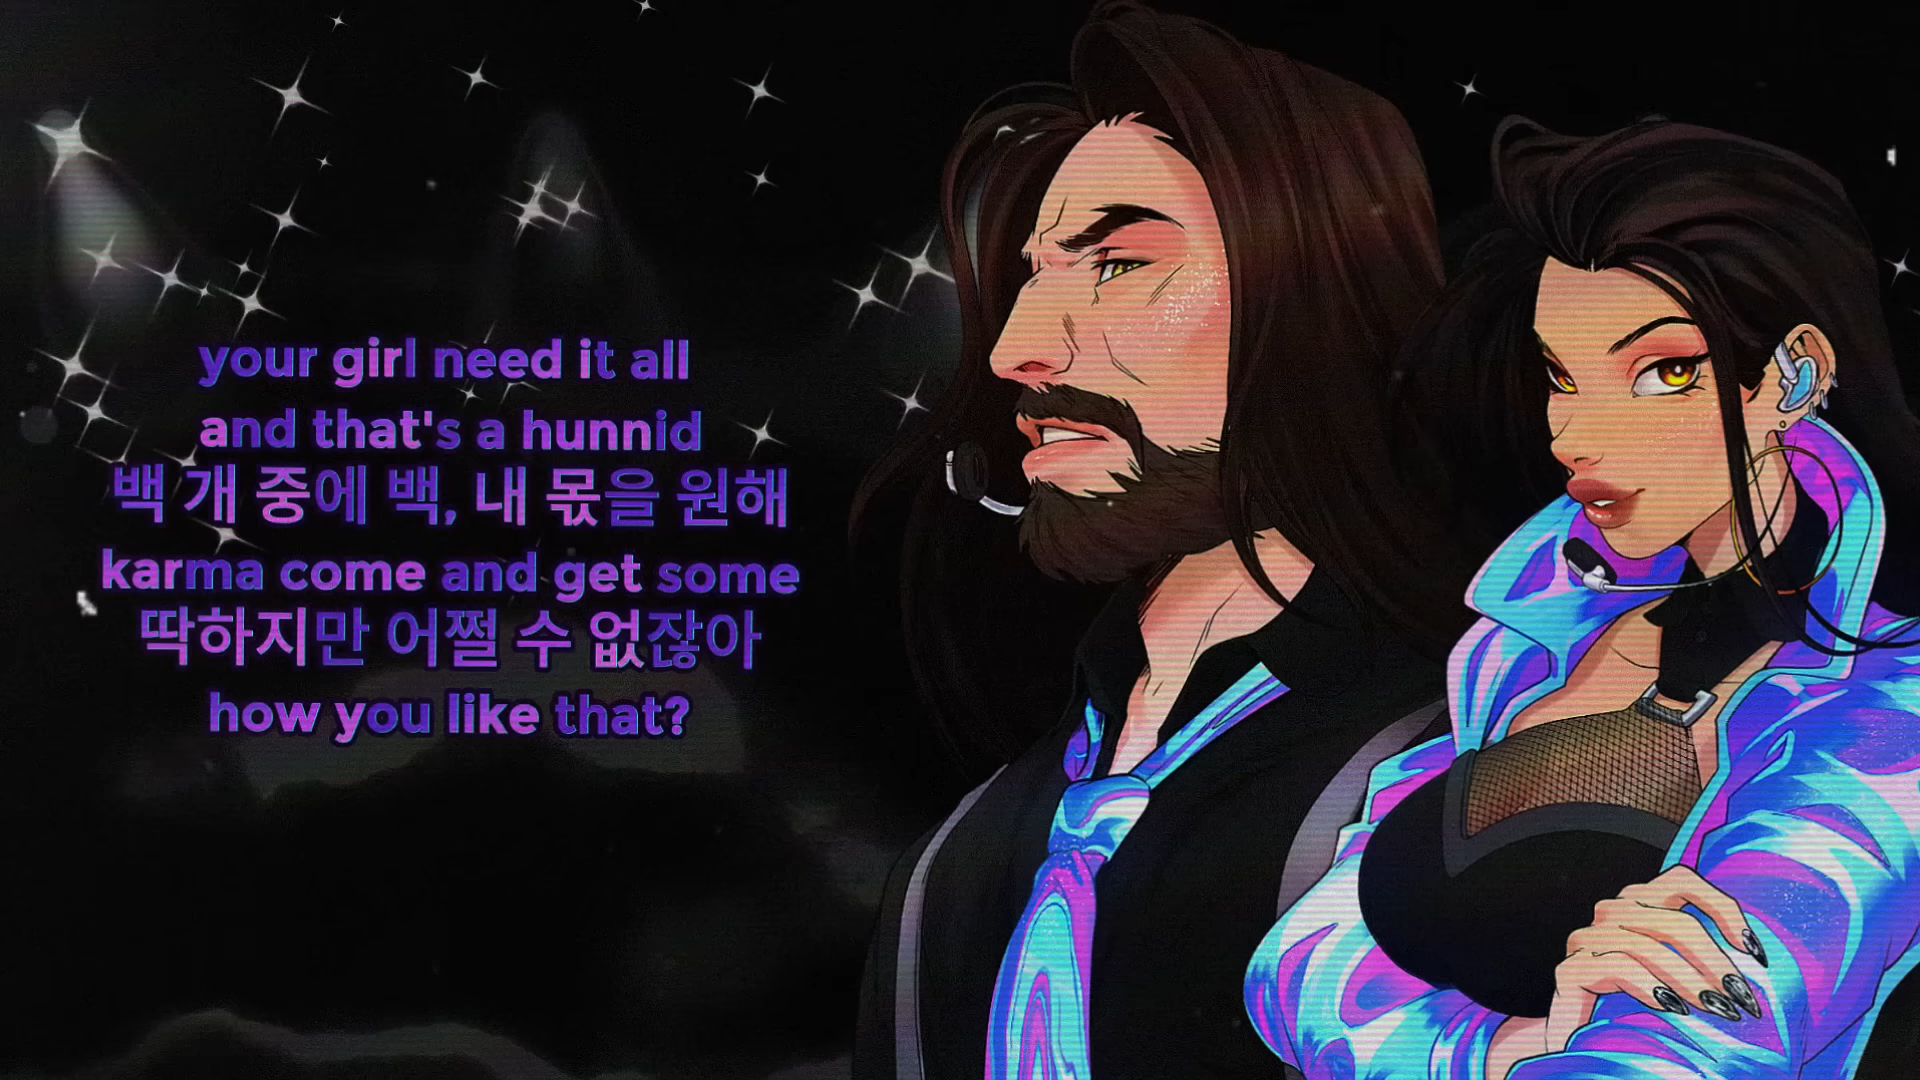 your girl need it all
and that's a hunnid
백 개 중에 백, 내 몫을 원해
karma come and get some
딱하지만 어쩔 수 없잖아
how you like that?